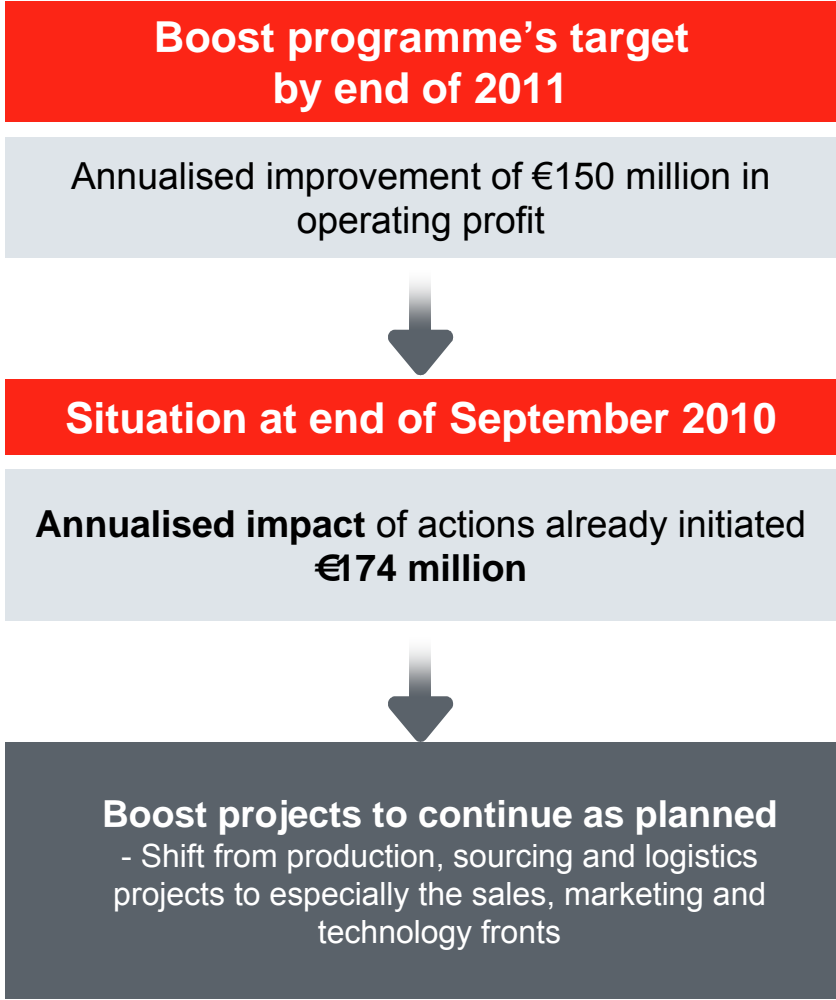 Boost programme’s target
by end of 2011
Annualised improvement of €150 million in
operating profit
Situation at end of September 2010
Annualised impact of actions already initiated
€174 million
Boost projects to continue as planned
- Shift from production, sourcing and logistics
projects to especially the sales, marketing and
technology fronts